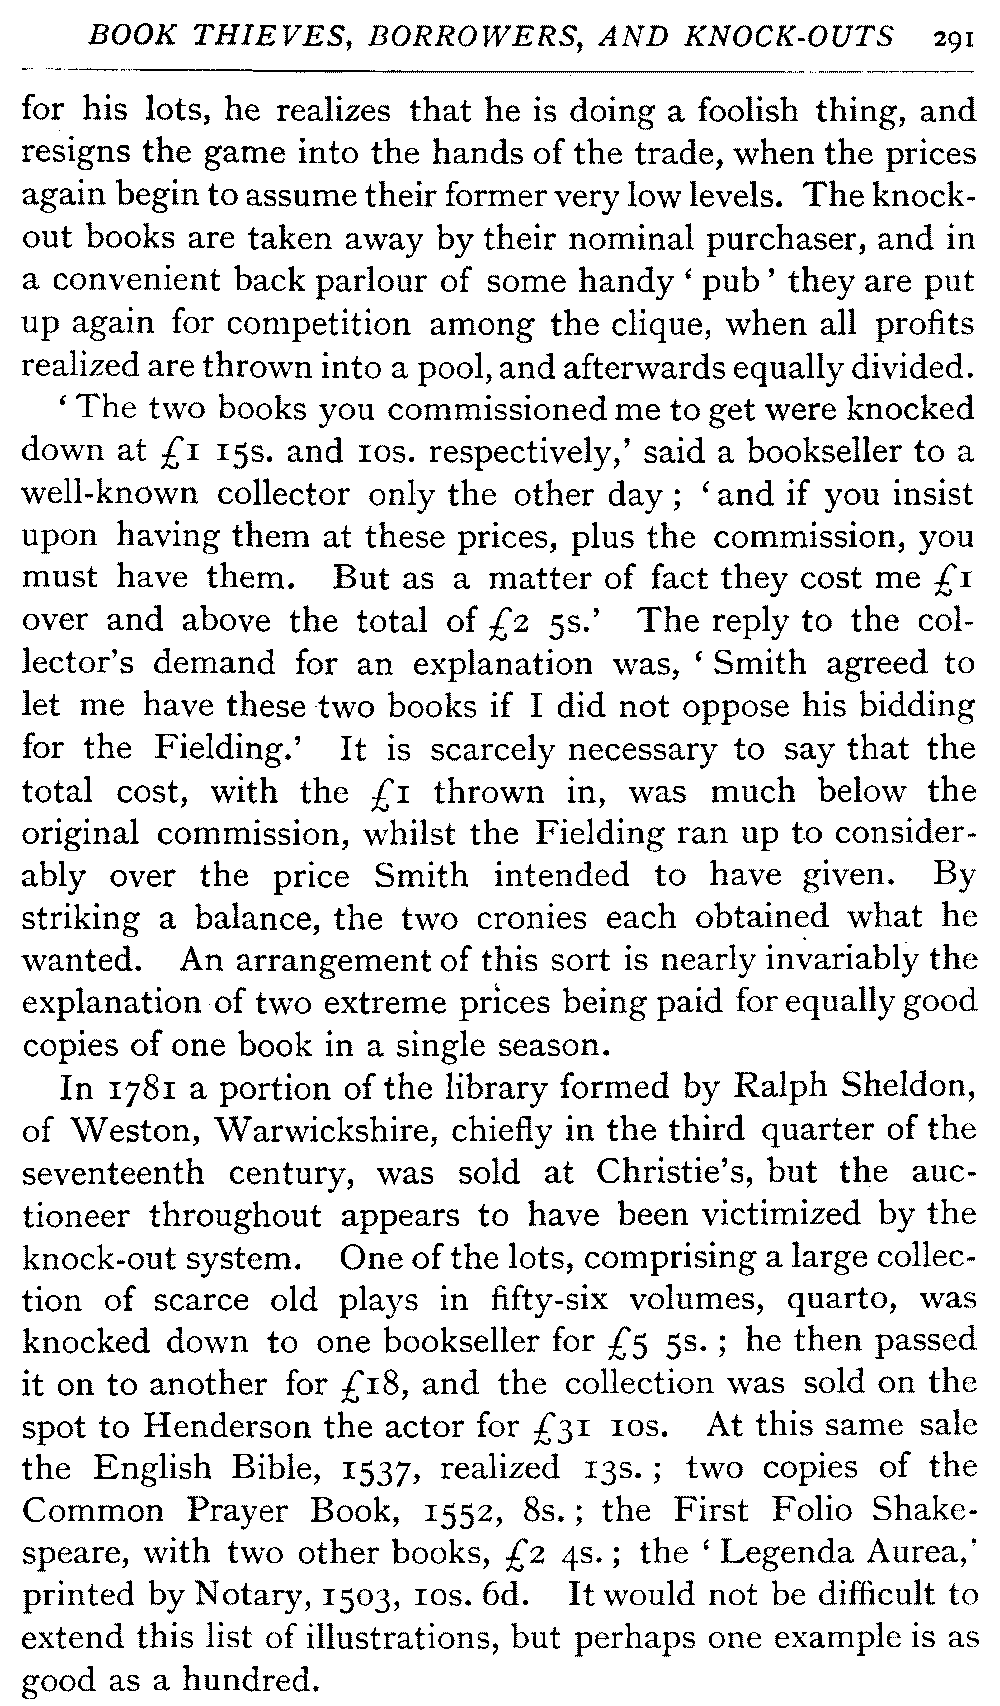 BOOK THIEVES, BORROWERS, AND KNOCK-OUTS 291
for his lots, he realizes that he is doing a foolish thing, and
resigns the game into the hands of the trade, when the prices
again begin to assume their former very low levels. The knock-
out books are taken away by their nominal purchaser, and in
a convenient back parlour of some handy ‘ pub ’ they are put
up again for competition among the clique, when all profits
realized are thrown into a pool, and afterwards equally divided.
‘ The two books you commissioned me to get were knocked
down at £1 15s. and 10s. respectively,’ said a bookseller to a
well-known collector only the other day ; ‘ and if you insist
upon having them at these prices, plus the commission, you
must have them. But as a matter of fact they cost me £1
over and above the total of £2 5s.’ The reply to the col-
lector’s demand for an explanation was, ‘ Smith agreed to
let me have these two books if I did not oppose his bidding
for the Fielding.’ It is scarcely necessary to say that the
total cost, with the £1 thrown in, was much below the
original commission, whilst the Fielding ran up to consider-
ably over the price Smith intended to have given. By
striking a balance, the two cronies each obtained what he
wanted. An arrangement of this sort is nearly invariably the
explanation of two extreme prices being paid for equally good
copies of one book in a single season.
In 1781 a portion of the library formed by Ralph Sheldon,
of Weston, Warwickshire, chiefly in the third quarter of the
seventeenth century, was sold at Christie’s, but the auc-
tioneer throughout appears to have been victimized by the
knock-out system. One of the lots, comprising a large collec-
tion of scarce old plays in fifty-six volumes, quarto, was
knocked down to one bookseller for £5 5s. ; he then passed
it on to another for £18, and the collection was sold on the
spot to Henderson the actor for £31 10s. At this same sale
the English Bible, 1537, realized 13s. ; two copies of the
Common Prayer Book, 1552, 8s. ; the First Folio Shake-
speare, with two other books, £2 4s. ; the ‘ Legenda Aurea,’
printed by Notary, 1503, 10s. 6d. It would not be difficult to
extend this list of illustrations, but perhaps one example is as
good as a hundred.